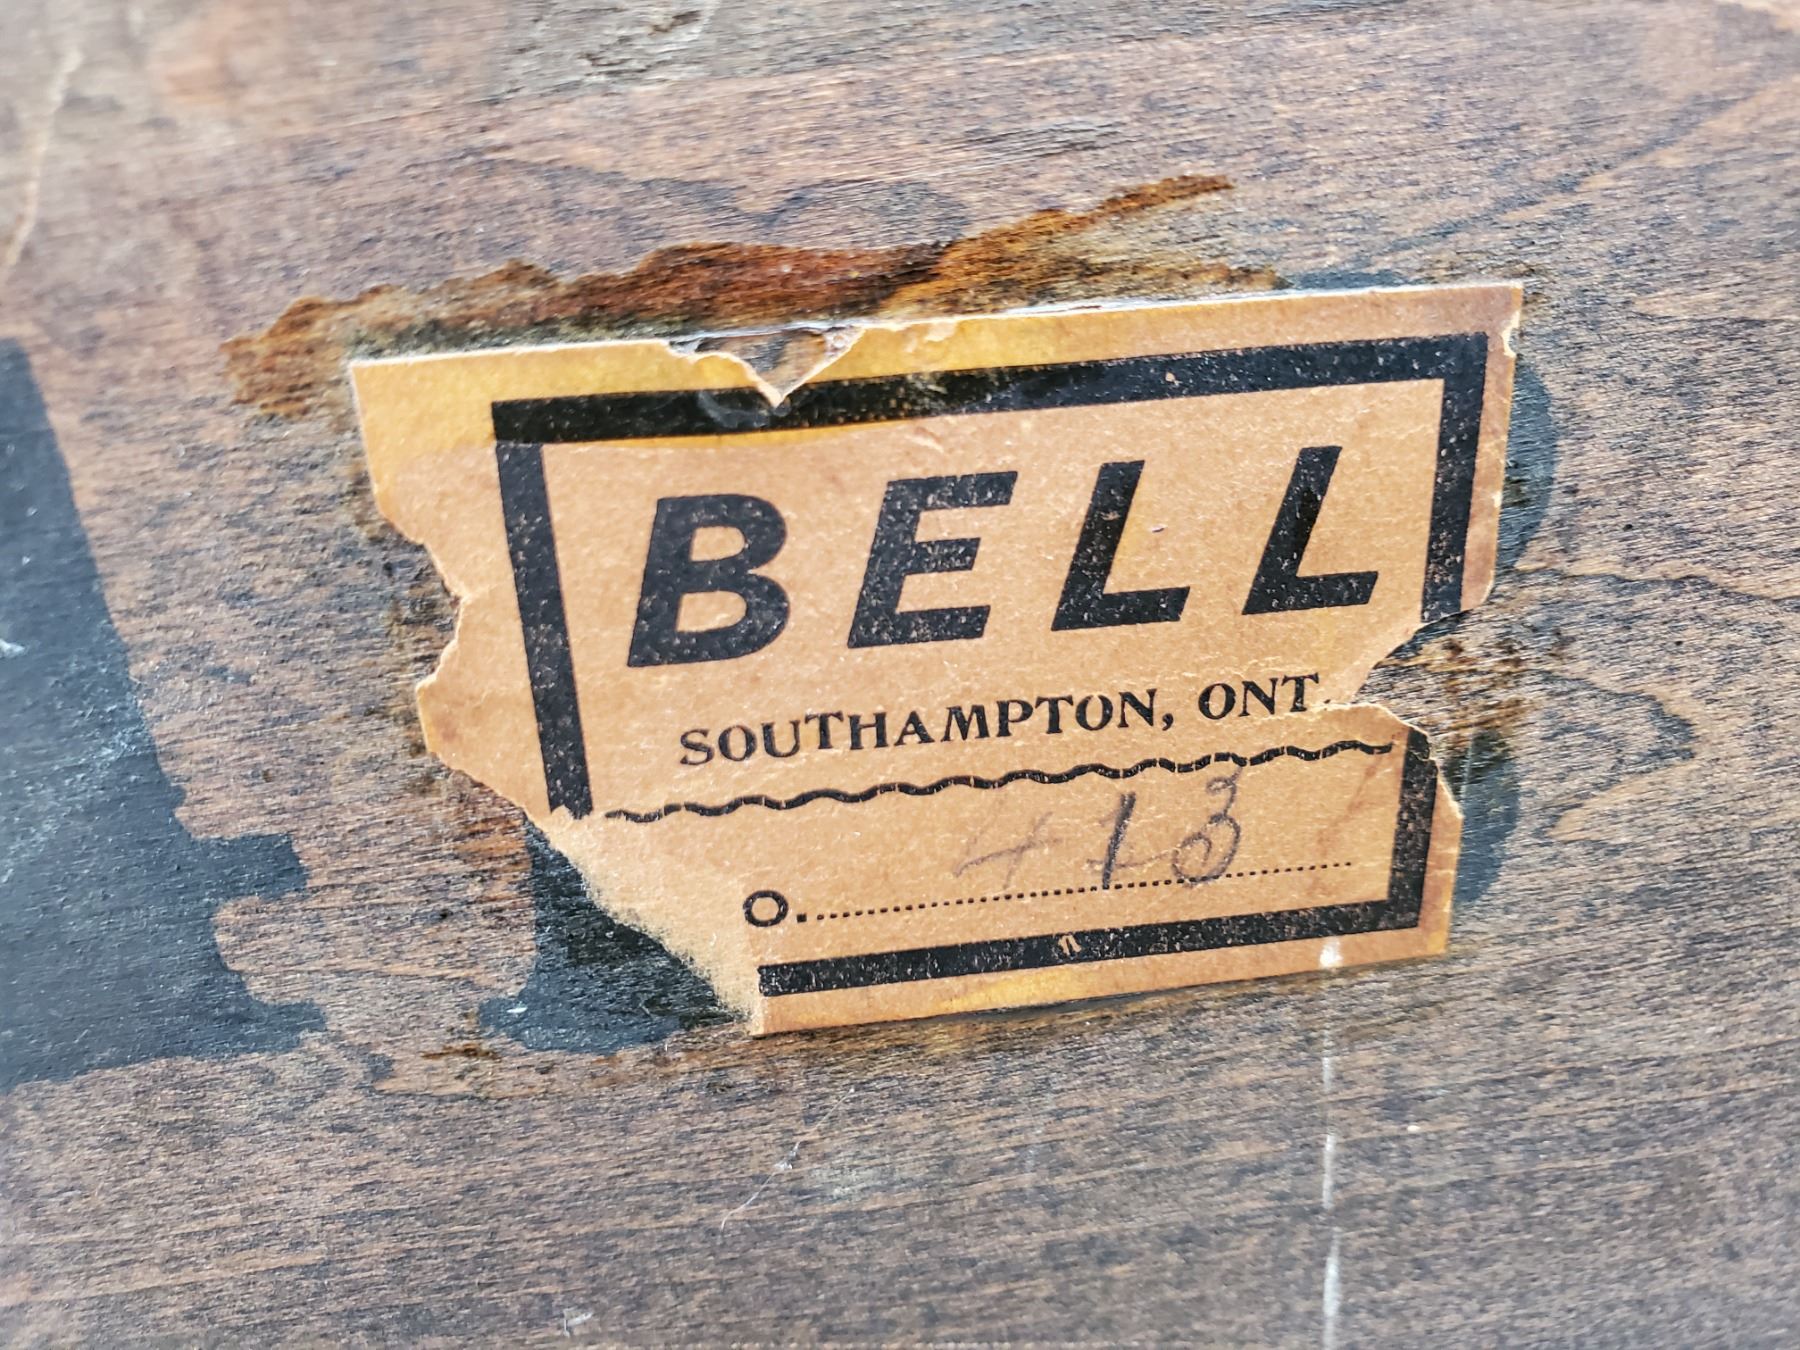 BELL
SOUTHAMPTON, ONT.
O. 413